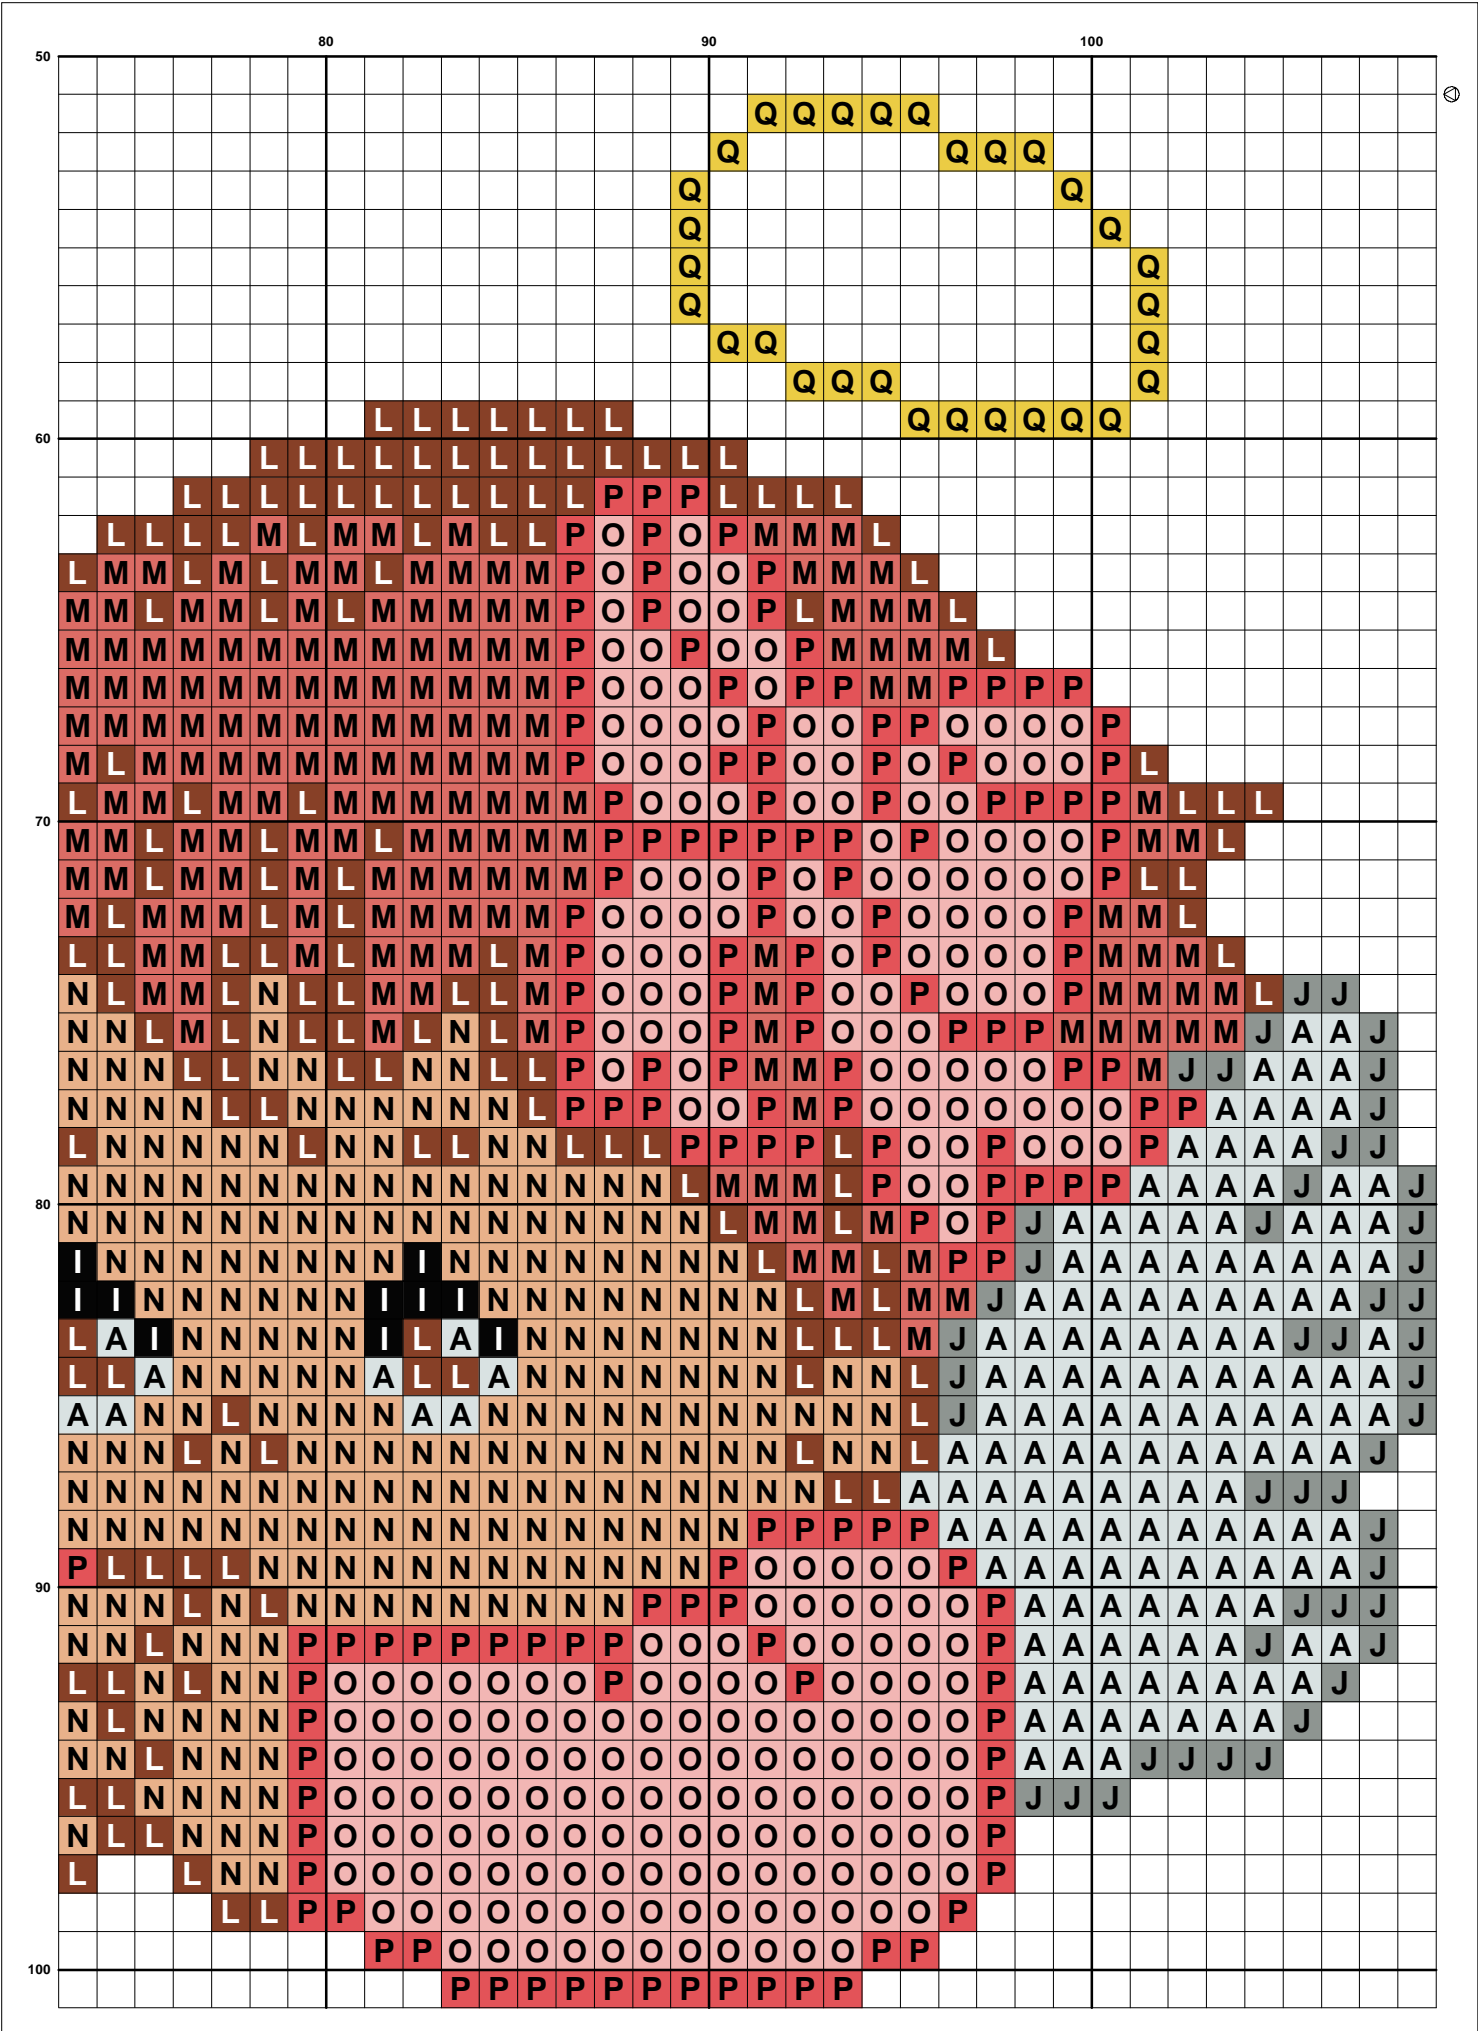 80 90 100
50
Q Q Q Q Q
Q Q Q Q
Q Q
Q Q
Q Q
Q Q
Q Q Q
Q Q Q Q
L L L L L L L Q Q Q Q Q Q
60
L L L L L L L L L L L L L
L L L L L L L L L L L P P P L L L L
L L L L M L M M L M L L P O P O P M M M L
L M M L M L M M L M M M M P O P O O P M M M L
M M L M M L M L M M M M M P O P O O P L M M M L
M M M M M M M M M M M M M P O O P O O P M M M M L
M M M M M M M M M M M M M P O O O P O P P M M P P P P
M M M M M M M M M M M M M P O O O O P O O P P O O O O P
M L M M M M M M M M M M M P O O O P P O O P O P O O O P L
L M M L M M L M M M M M M M P O O O P O O P O O P P P P M L L L
70
M M L M M L M M L M M M M M P P P P P P P O P O O O O P M M L
M M L M M L M L M M M M M M P O O O P O P O O O O O O P L L
M L M M M L M L M M M M M P O O O O P O O P O O O O P M M L
L L M M L L M L M M M L M P O O O P M P O P O O O O P M M M L
N L M M L N L L M M L L M P O O O P M P O O P O O O P M M M M L J J
N N L M L N L L M L N L M P O O O P M P O O O P P P M M M M M J A A J
N N N L L N N L L N N L L P O P O P M M P O O O O O P P M J J A A A J
N N N N L L N N N N N N L P P P O O P M P O O O O O O O P P A A A A J
L N N N N N L N N L L N N L L L P P P P L P O O P O O O P A A A A J J
N N N N N N N N N N N N N N N N L M M M L P O O P P P P A A A A J A A J
80
N N N N N N N N N N N N N N N N N L M M L M P O P J A A A A A J A A A J
I N N N N N N N N I N N N N N N N N L M M L M P P J A A A A A A A A A J
I I N N N N N N I I I N N N N N N N N L M L M M J A A A A A A A A A J J
L A I N N N N N I L A I N N N N N N N L L L M J A A A A A A A A J J A J
L L A N N N N N A L L A N N N N N N N L N N L J A A A A A A A A A A A J
A A N N L N N N N A A N N N N N N N N N N N L J A A A A A A A A A A A J
N N N L N L N N N N N N N N N N N N N L N N L A A A A A A A A A A A J
N N N N N N N N N N N N N N N N N N N N L L A A A A A A A A A J J J
N N N N N N N N N N N N N N N N N N P P P P P A A A A A A A A A A A J
P L L L L N N N N N N N N N N N N P O O O O O P A A A A A A A A A A J
90
N N N L N L N N N N N N N N N P P P O O O O O O P A A A A A A A J J J
N N L N N N P P P P P P P P P O O O P O O O O O P A A A A A A J A A J
L L N L N N P O O O O O O O P O O O O P O O O O P A A A A A A A A J
N L N N N N P O O O O O O O O O O O O O O O O O P A A A A A A A J
N N L N N N P O O O O O O O O O O O O O O O O O P A A A J J J J
L L N N N N P O O O O O O O O O O O O O O O O O P J J J
N L L N N N P O O O O O O O O O O O O O O O O O P
L L N N P O O O O O O O O O O O O O O O O O P
L L P P O O O O O O O O O O O O O O O P
P P O O O O O O O O O O O P P
100
P P P P P P P P P P P